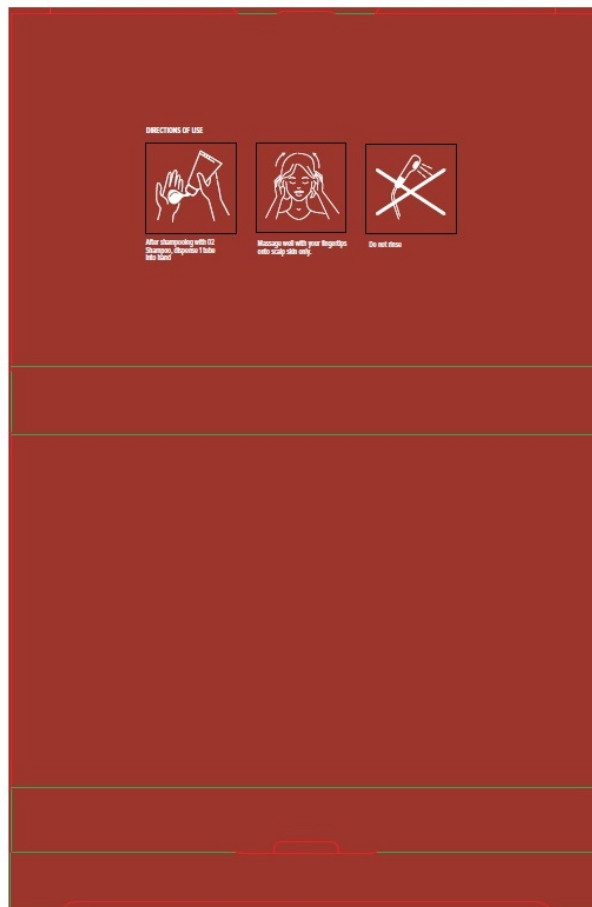 DIRECTIONS OF USE
After shampooing with 02
Shampoo, dispense 1 tube
into hand
Massage well with your fingertips
onto scalp skin only.
Do not rinse